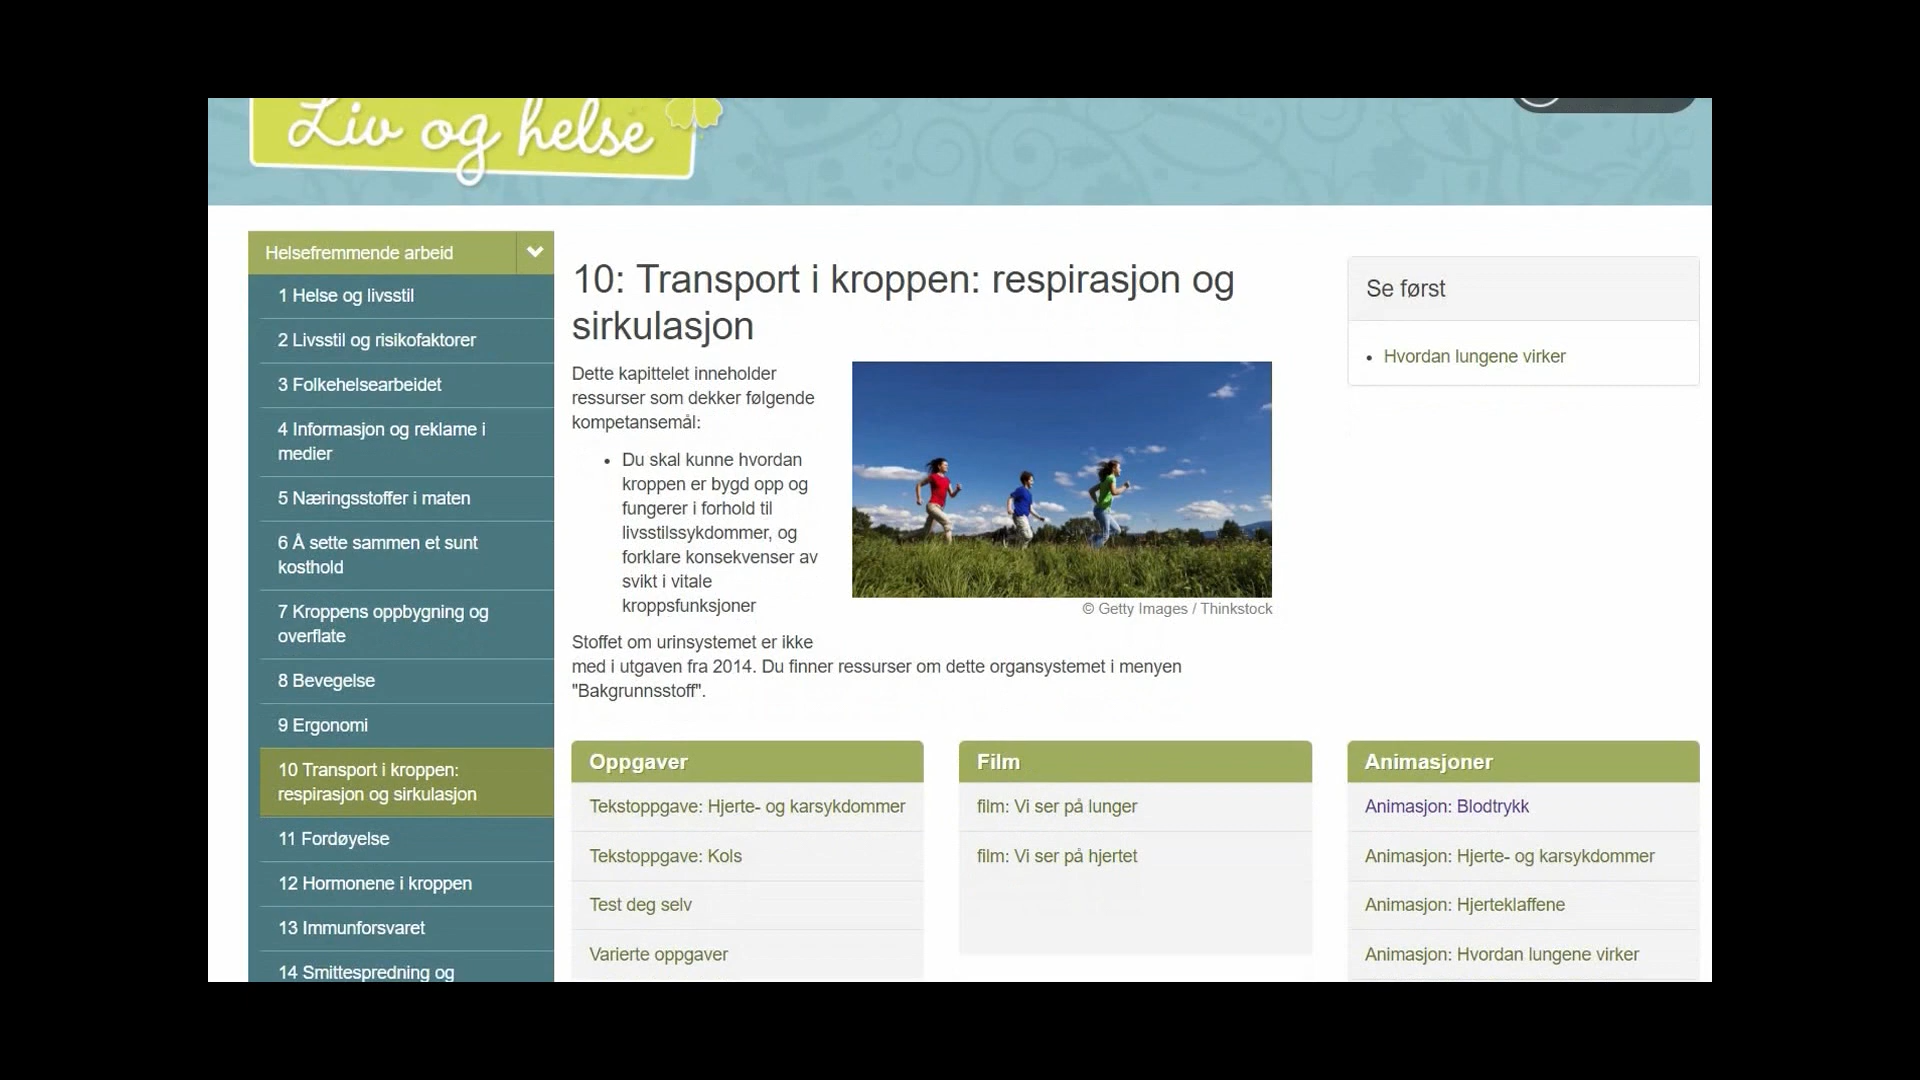 Liv og helse
Helsefremmende arbeid
1 Helse og livsstil
2 Livsstil og risikofaktorer
3 Folkehelsearbeidet
4 Informasjon og reklame i
medier
5 Næringsstoffer i maten
6 Å sette sammen et sunt
kosthold
7 Kroppens oppbygning og
overflate
8 Bevegelse
9 Ergonomi
10 Transport i kroppen:
respirasjon og sirkulasjon
11 Fordøyelse
12 Hormonene i kroppen
13 Immunforsvaret
14 Smittespredning og
10: Transport i kroppen: respirasjon og
sirkulasjon
Dette kapittelet inneholder
ressurser som dekker følgende
kompetansemål:
• Du skal kunne hvordan
kroppen er bygd opp og
fungerer i forhold til
livsstilssykdommer, og
forklare konsekvenser av
svikt i vitale
kroppsfunksjoner
© Getty Images / Thinkstock
Stoffet om urinsystemet er ikke
med i utgaven fra 2014. Du finner ressurser om dette organsystemet i menyen
"Bakgrunnsstoff".
Se først
• Hvordan lungene virker
Oppgaver
Tekstoppgave: Hjerte- og karsykdommer
Tekstoppgave: Kols
Test deg selv
Varierte oppgaver
Film
film: Vi ser på lunger
film: Vi ser på hjertet
Animasjoner
Animasjon: Blodtrykk
Animasjon: Hjerte- og karsykdommer
Animasjon: Hjerteklaffene
Animasjon: Hvordan lungene virker